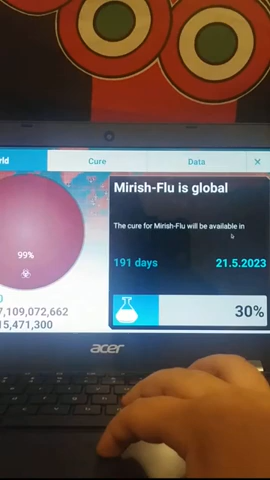 rld Cure Data ×
Mirish-Flu is global
The cure for Mirish-Flu will be available in
99%
191 days 21.5.2023
0
7,109,072,662
15,471,300
30%
acer